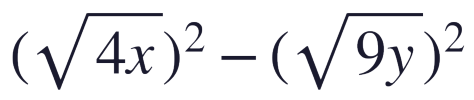 (√4x)² − (√9y)²